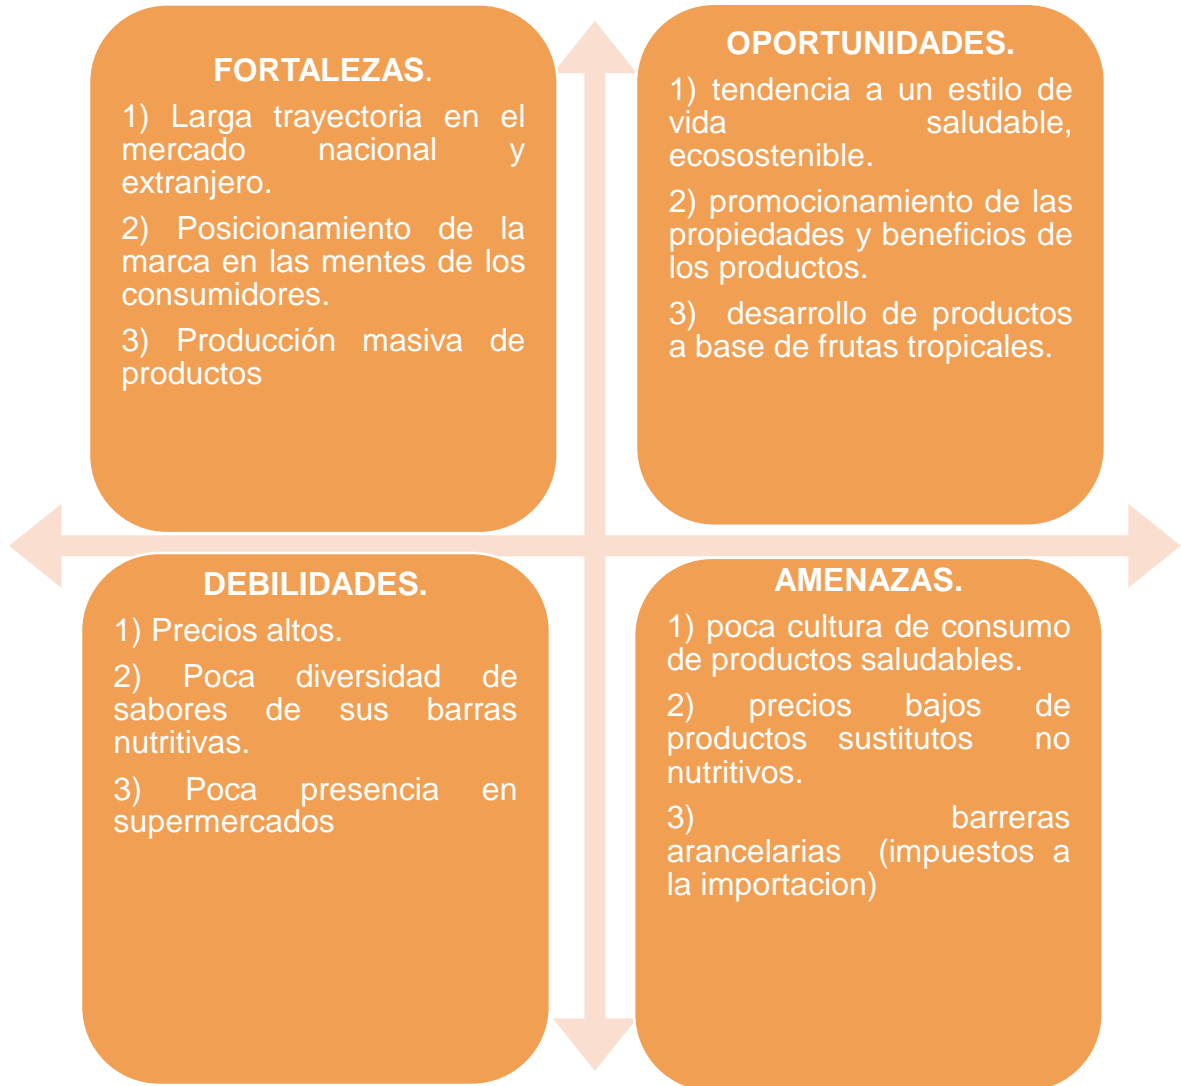 FORTALEZAS.
1) Larga trayectoria en el
mercado nacional y
extranjero.
2) Posicionamiento de la
marca en las mentes de los
consumidores.
3) Producción masiva de
productos
OPORTUNIDADES.
1) tendencia a un estilo de
vida saludable,
ecosostenible.
2) promocionamiento de las
propiedades y beneficios de
los productos.
3) desarrollo de productos
a base de frutas tropicales.
DEBILIDADES.
1) Precios altos.
2) Poca diversidad de
sabores de sus barras
nutritivas.
3) Poca presencia en
supermercados
AMENAZAS.
1) poca cultura de consumo
de productos saludables.
2) precios bajos de
productos sustitutos no
nutritivos.
3) barreras
arancelarias (impuestos a
la importacion)